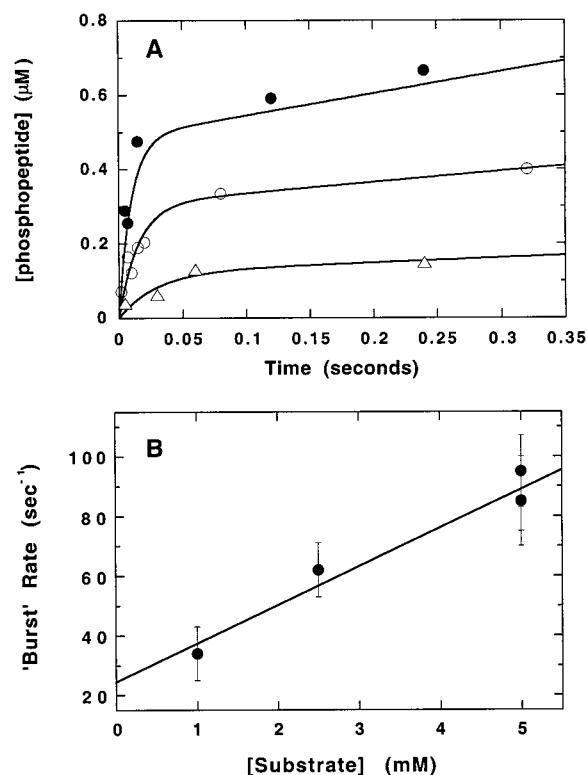 A
0.8
0.6
0.4
0.2
0
[phosphopeptide] (μM)
0 0.05 0.1 0.15 0.2 0.25 0.3 0.35
Time (seconds)
B
100
80
60
40
20
'Burst' Rate (sec⁻¹)
0 1 2 3 4 5
[Substrate] (mM)